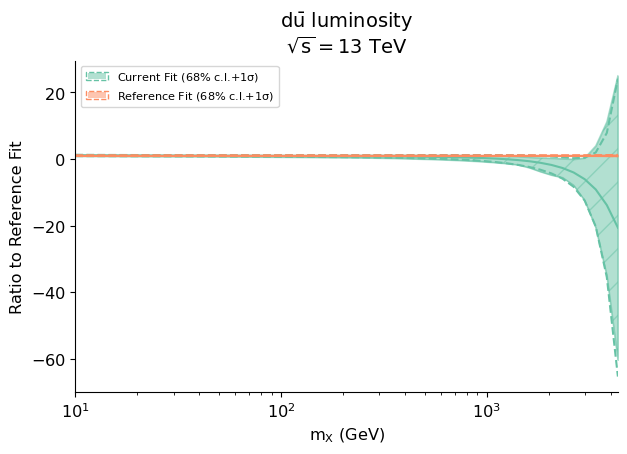 dū luminosity
√s = 13 TeV
Current Fit (68% c.l.+1σ)
Reference Fit (68% c.l.+1σ)
Ratio to Reference Fit
20
0
−20
−40
−60
10¹ 10² 10³
mₓ (GeV)